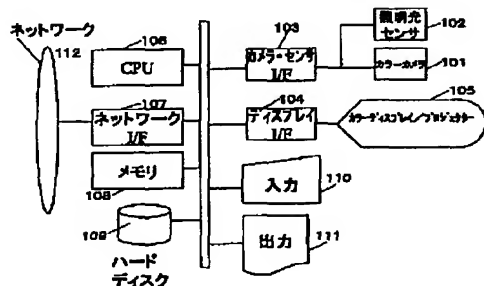 ネットワーク
112
106
CPU
107
ネットワーク
I/F
メモリ
108
109
ハード
ディスク
103
カメラ・センサ
I/F
照明光
センサ
102
カラーカメラ
101
104
ディスプレイ
I/F
105
カラーディスプレイ/プロジェクター
入力
110
出力
111